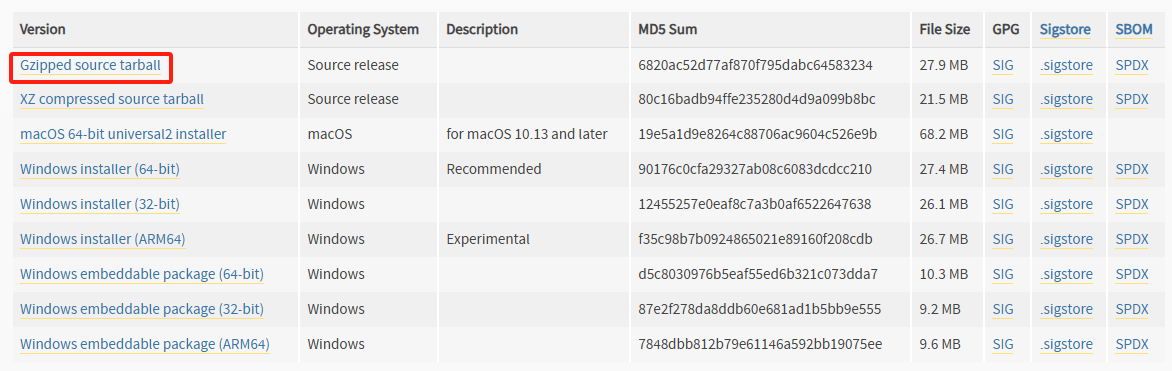 Version Operating System Description MD5 Sum File Size GPG Sigstore SBOM
Gzipped source tarball Source release 6820ac52d77af870f795dabc64583234 27.9 MB SIG .sigstore SPDX
XZ compressed source tarball Source release 80c16badb94ffe235280d4d9a099b8bc 21.5 MB SIG .sigstore SPDX
macOS 64-bit universal2 installer macOS for macOS 10.13 and later 19e5a1d9e8264c88706ac9604c526e9b 68.2 MB SIG .sigstore
Windows installer (64-bit) Windows Recommended 90176c0cfa29327ab08c6083dcdcc210 27.4 MB SIG .sigstore SPDX
Windows installer (32-bit) Windows 12455257e0eaf8c7a3b0af6522647638 26.1 MB SIG .sigstore SPDX
Windows installer (ARM64) Windows Experimental f35c98b7b0924865021e89160f208cdb 26.7 MB SIG .sigstore SPDX
Windows embeddable package (64-bit) Windows d5c8030976b5eaf55ed6b321c073dda7 10.3 MB SIG .sigstore SPDX
Windows embeddable package (32-bit) Windows 87e2f278da8ddb60e681ad1b5bb9e555 9.2 MB SIG .sigstore SPDX
Windows embeddable package (ARM64) Windows 7848dbb812b79e61146a592bb19075ee 9.6 MB SIG .sigstore SPDX